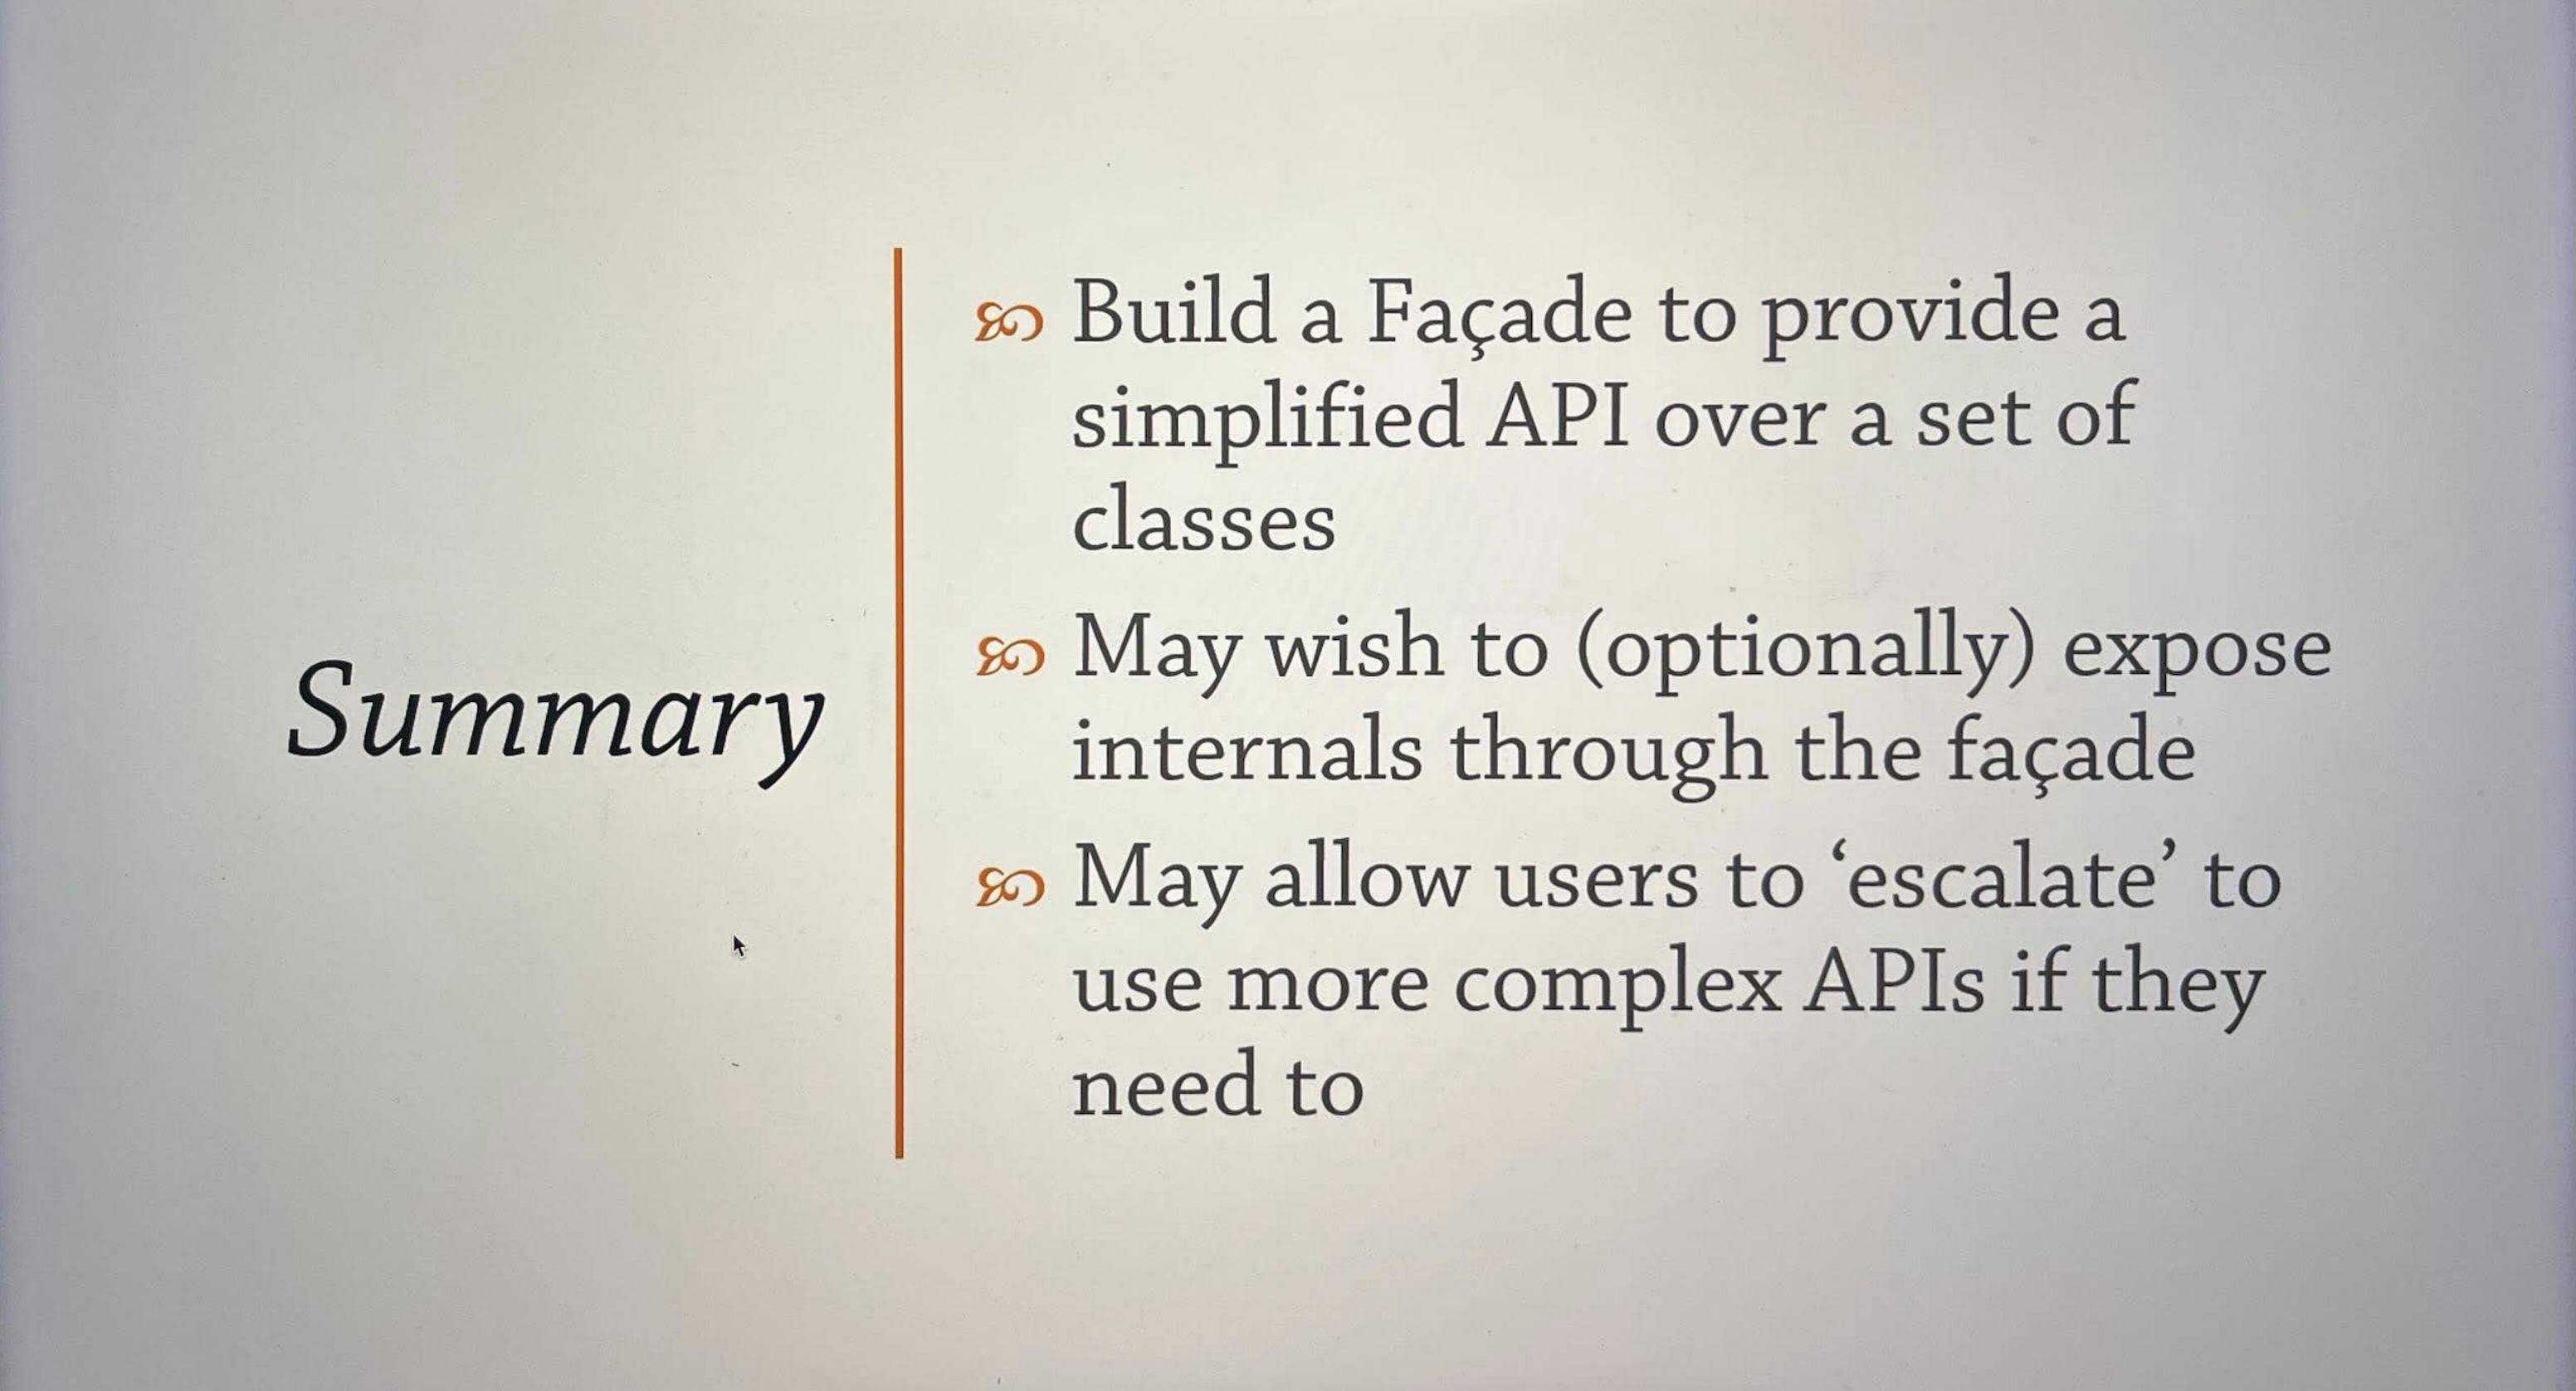 Summary
Build a Façade to provide a
simplified API over a set of
classes
May wish to (optionally) expose
internals through the façade
May allow users to ‘escalate’ to
use more complex APIs if they
need to